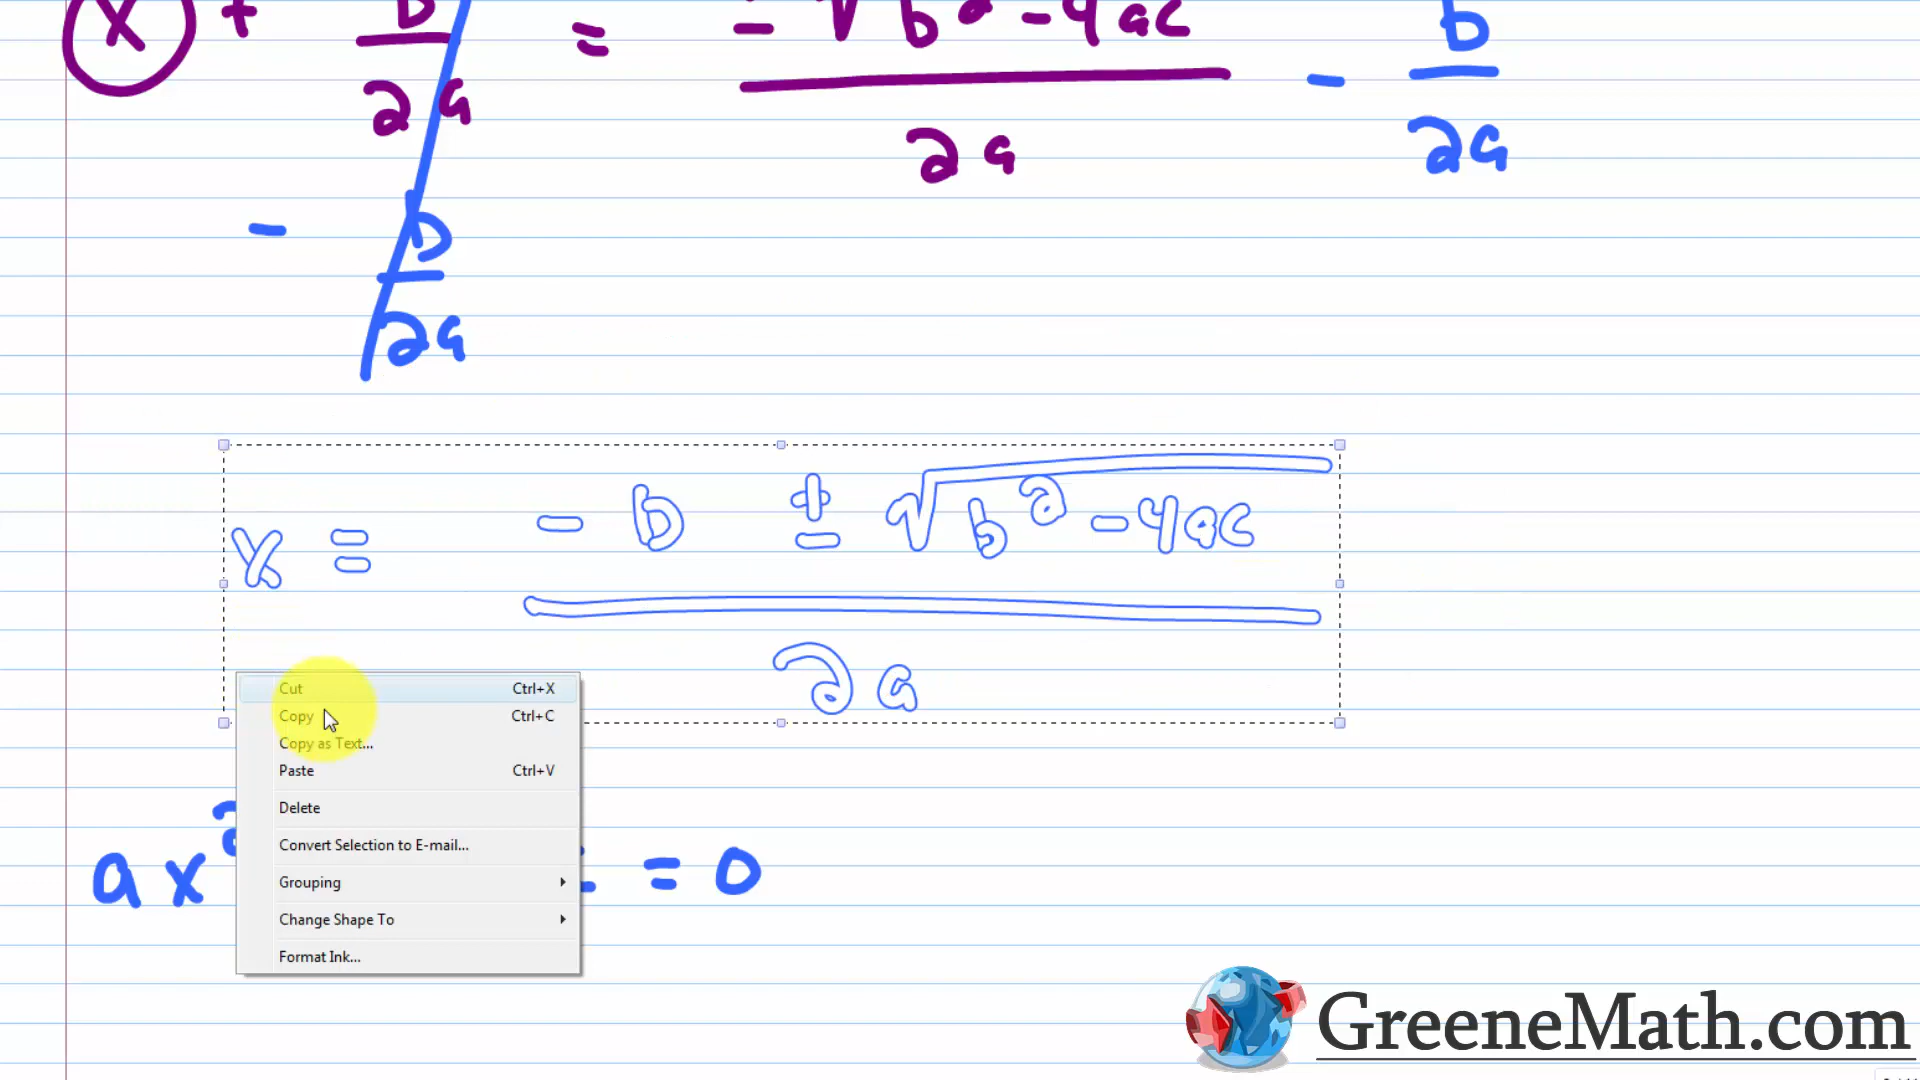 x + b/2a = ± √b² - 4ac / 2a - b/2a
- b/2a
x = - b ± √b² - 4ac / 2a
Cut Ctrl+X
Copy Ctrl+C
Copy as Text...
Paste Ctrl+V
Delete
Convert Selection to E-mail...
Grouping
Change Shape To
Format Ink...
ax² = 0
GreeneMath.com